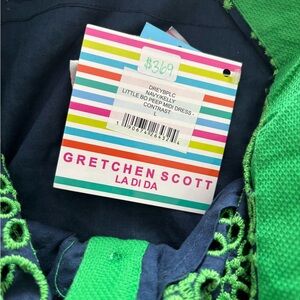 $369
DREYBPLC
NAVY/KELLY
LITTLE BO PEEP MIDI DRESS -
CONTRAST
L
GRETCHEN SCOTT
LA DI DA